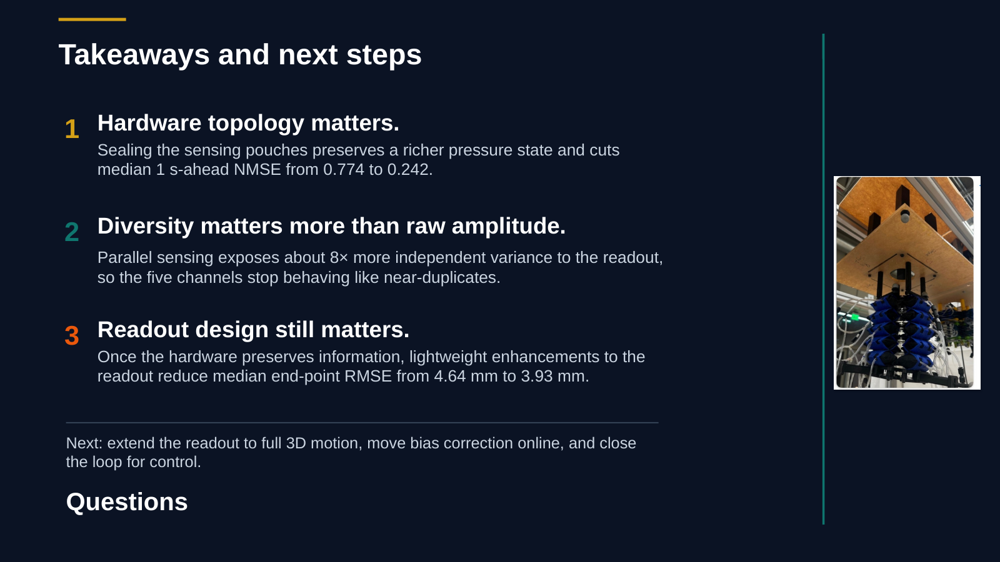 Takeaways and next steps
1
Hardware topology matters.
Sealing the sensing pouches preserves a richer pressure state and cuts
median 1 s-ahead NMSE from 0.774 to 0.242.
2
Diversity matters more than raw amplitude.
Parallel sensing exposes about 8× more independent variance to the readout,
so the five channels stop behaving like near-duplicates.
3
Readout design still matters.
Once the hardware preserves information, lightweight enhancements to the
readout reduce median end-point RMSE from 4.64 mm to 3.93 mm.
Next: extend the readout to full 3D motion, move bias correction online, and close
the loop for control.
Questions